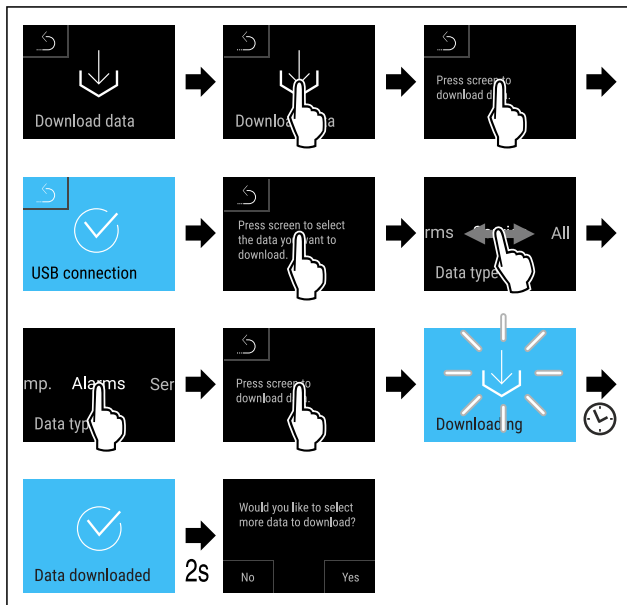 Download data
Downloa a
Press screen to
download d a.
USB connection
Press screen to select
the data yo want to
download.
rms
All
Data type
mp. Alarms Ser
Data typ
Press screen to
download d .
Downloading
Data downloaded
2s
Would you like to select
more data to download?
No Yes